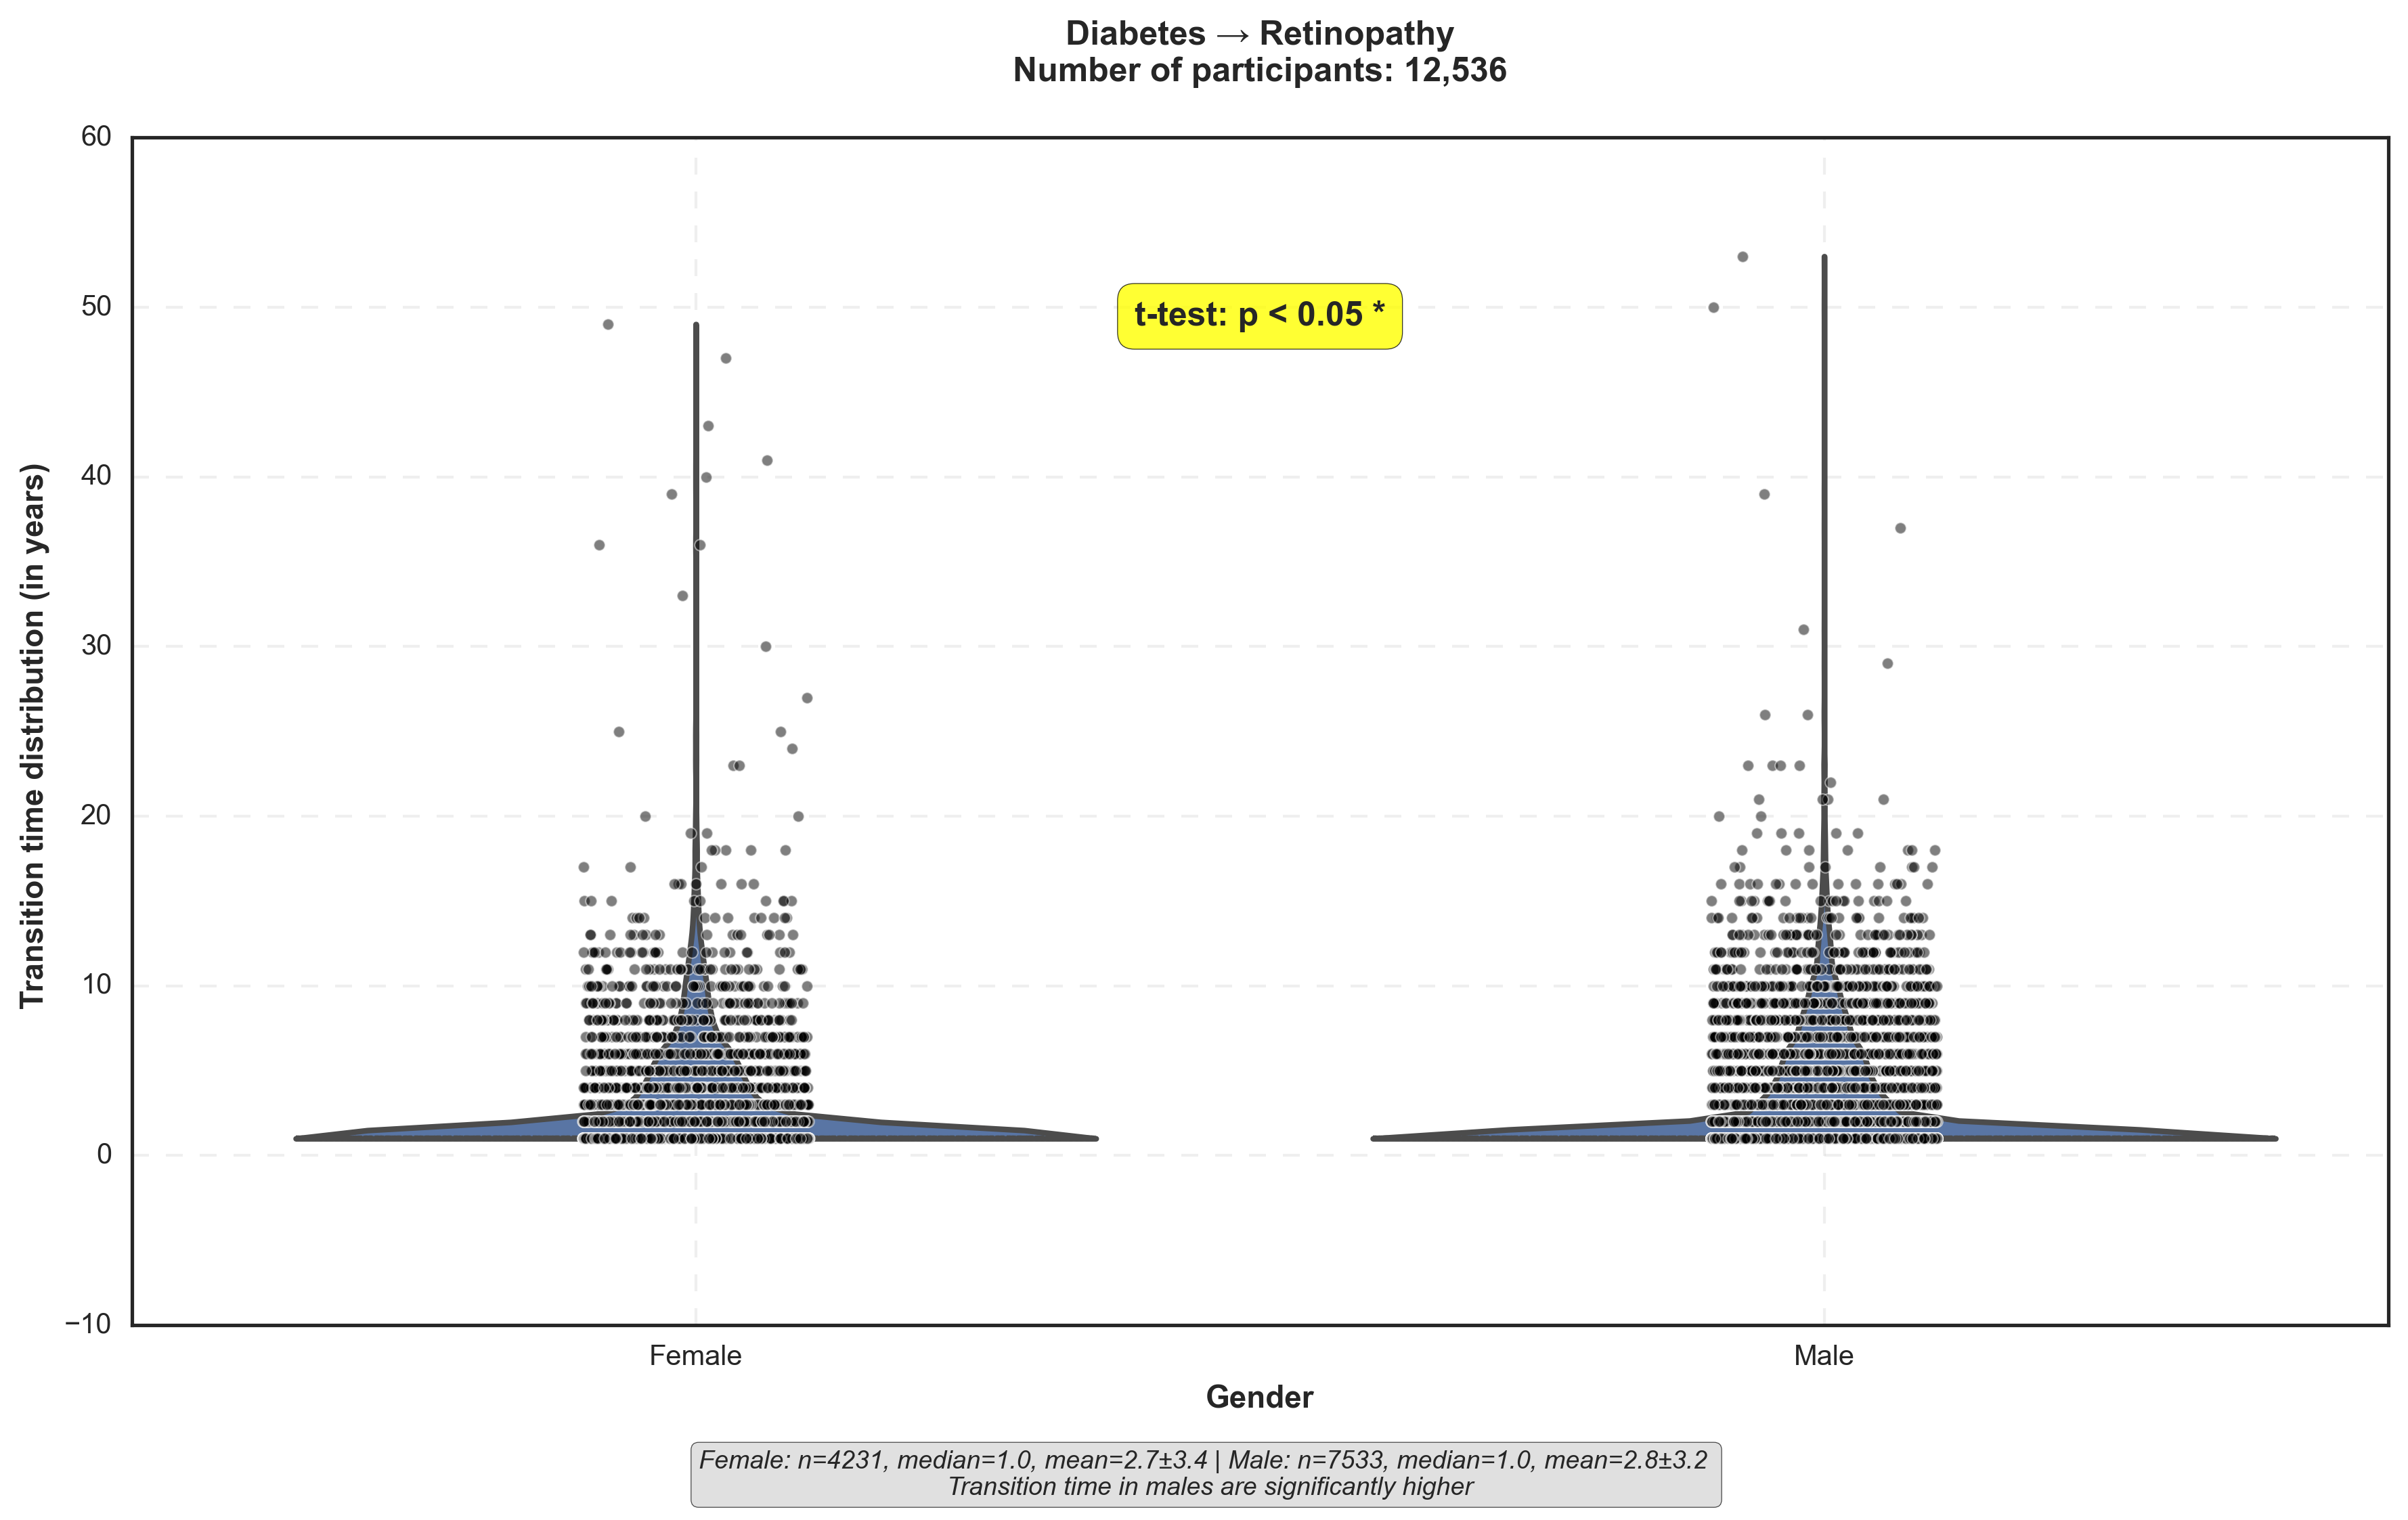 Diabetes → Retinopathy
Number of participants: 12,536
60
50
40
30
20
10
0
−10
Transition time distribution (in years)
t-test: p < 0.05 *
Female
Male
Gender
Female: n=4231, median=1.0, mean=2.7±3.4 | Male: n=7533, median=1.0, mean=2.8±3.2
Transition time in males are significantly higher